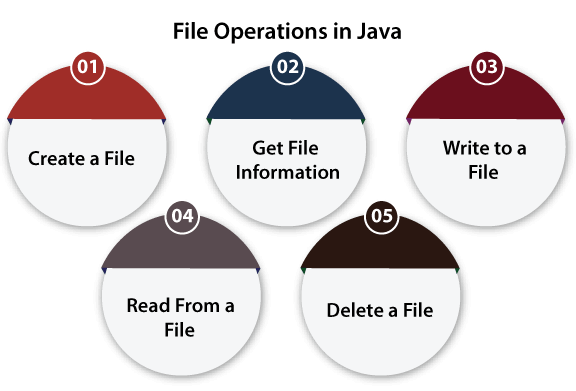 File Operations in Java
01
Create a File
02
Get File
Information
03
Write to a
File
04
Read From a
File
05
Delete a File